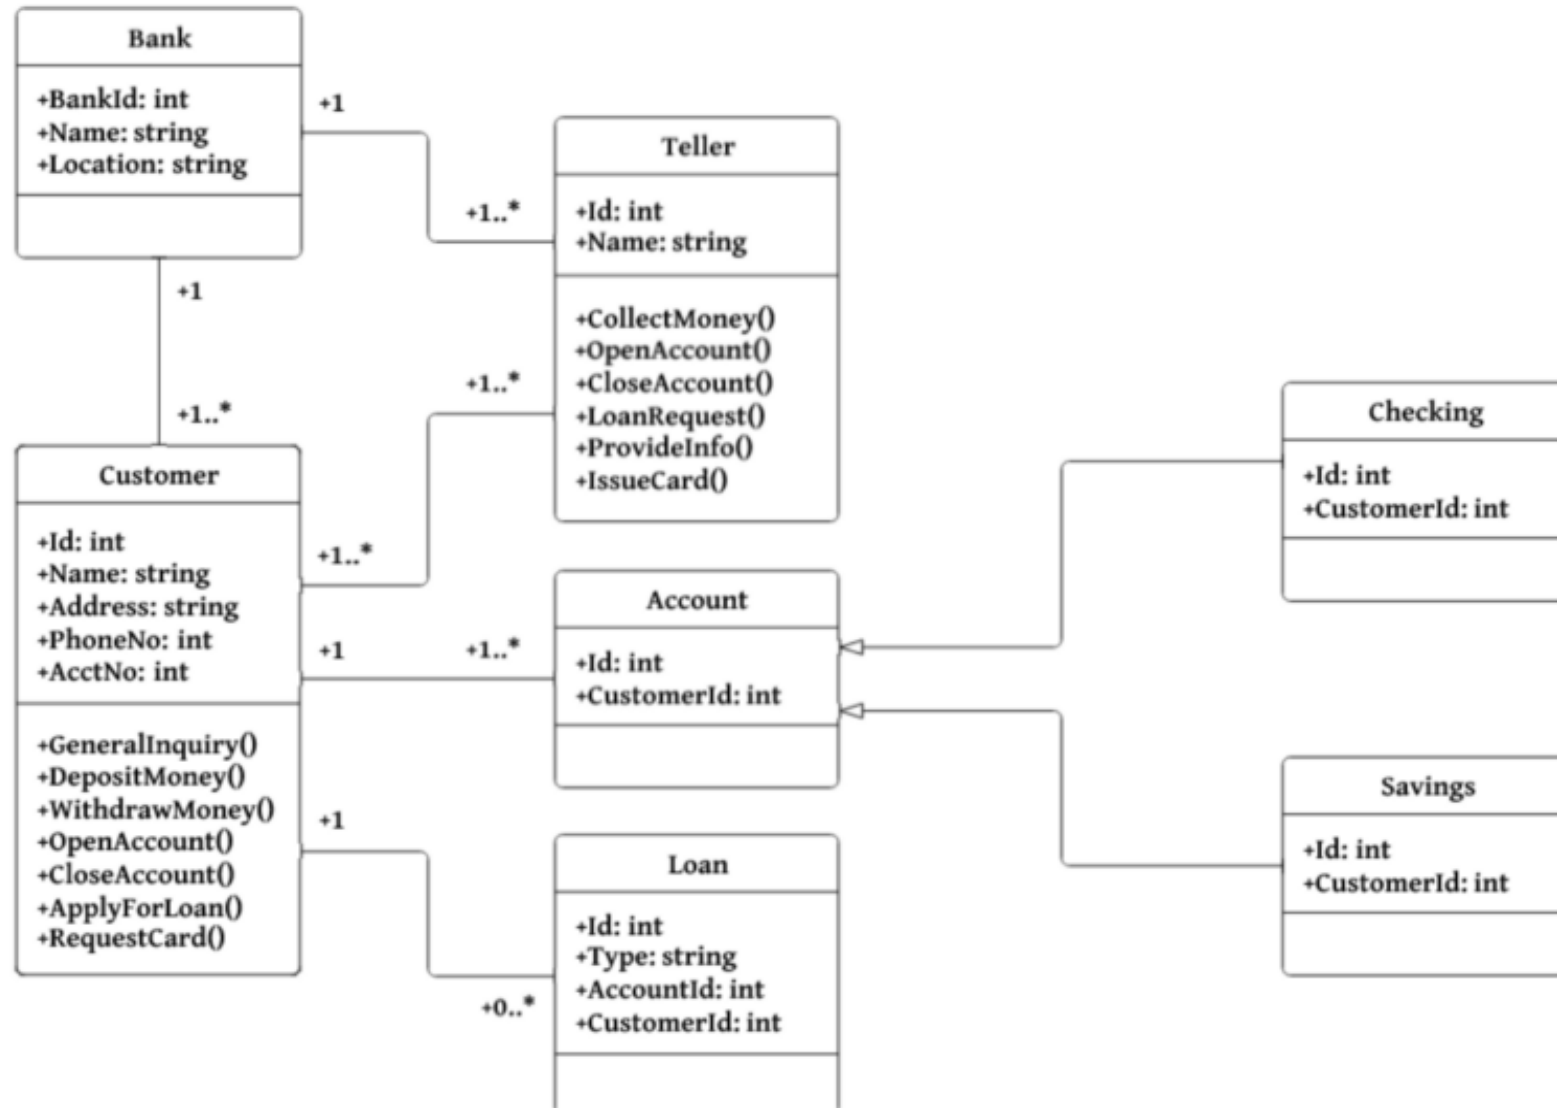 Bank
+BankId: int
+Name: string
+Location: string
+1
+1..*
Teller
+Id: int
+Name: string
+CollectMoney()
+OpenAccount()
+CloseAccount()
+LoanRequest()
+ProvideInfo()
+IssueCard()
+1
+1..*
+1..*
+1..*
Customer
+Id: int
+Name: string
+Address: string
+PhoneNo: int
+AcctNo: int
+GeneralInquiry()
+DepositMoney()
+WithdrawMoney()
+OpenAccount()
+CloseAccount()
+ApplyForLoan()
+RequestCard()
+1
+1..*
Account
+Id: int
+CustomerId: int
Checking
+Id: int
+CustomerId: int
Savings
+Id: int
+CustomerId: int
+1
+0..*
Loan
+Id: int
+Type: string
+AccountId: int
+CustomerId: int